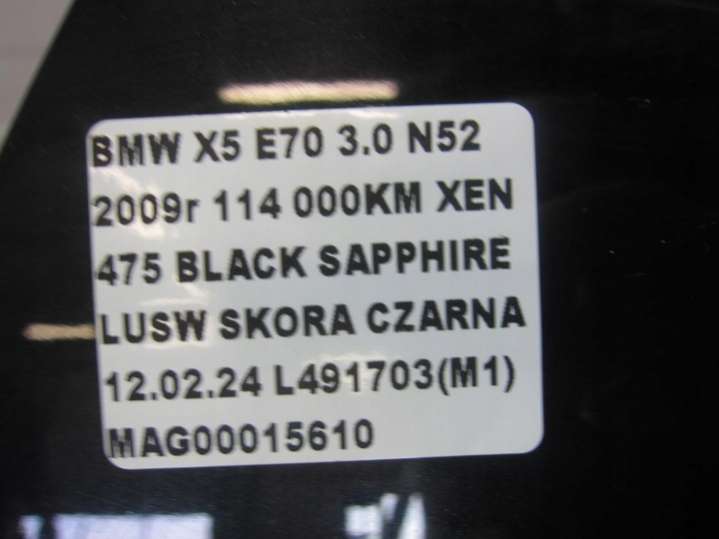 BMW X5 E70 3.0 N52
2009r 114 000KM XEN
475 BLACK SAPPHIRE
LUSW SKORA CZARNA
12.02.24 L491703(M1)
MAG00015610